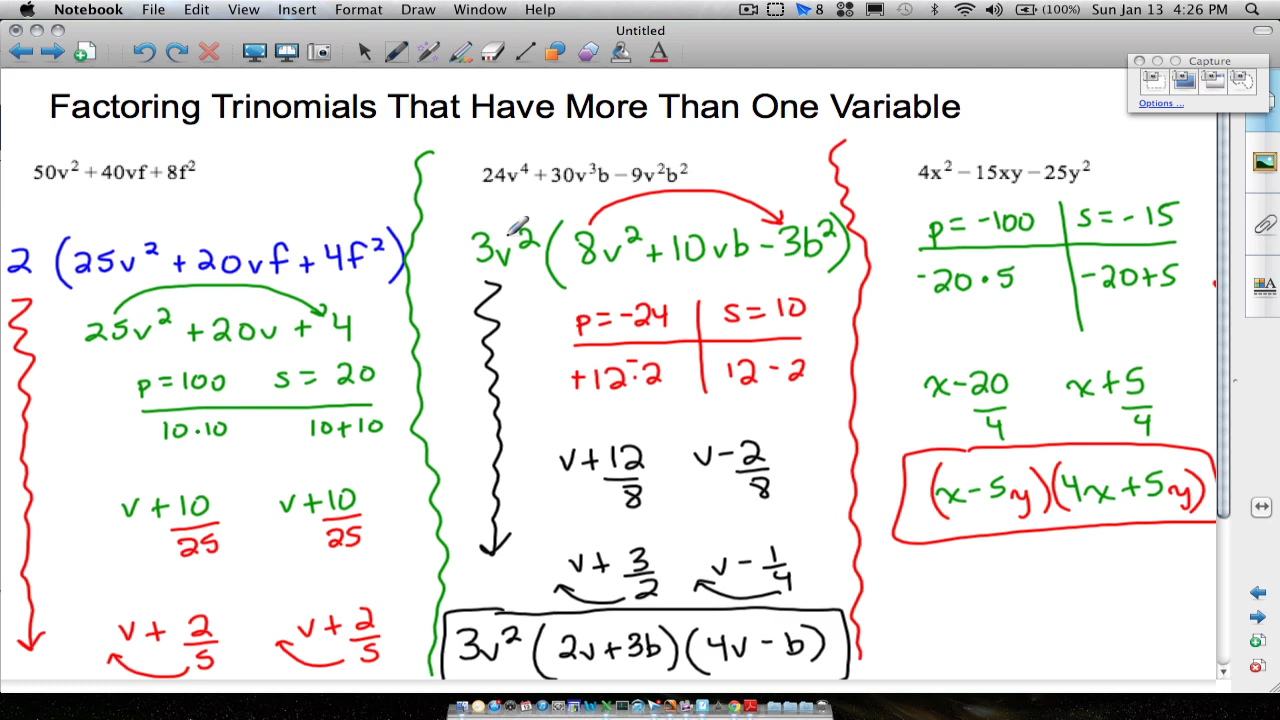 Notebook File Edit View Insert Format Draw Window Help 8 (100%) Sun Jan 13 4:26 PM
Untitled
Capture
Options ...
Factoring Trinomials That Have More Than One Variable
50v² + 40vf + 8f²
2 (25v² + 20vf + 4f²)
25v² + 20v + 4
p = 100 s = 20
10·10 10+10
v + 10/25 v + 10/25
v + 2/5 v + 2/5
24v⁴ + 30v³b − 9v²b²
3v² (8v² + 10vb − 3b²)
p = -24 s = 10
+12·-2 12 - 2
v + 12/8 v - 2/8
v + 3/2 v - 1/4
3v² (2v + 3b)(4v - b)
4x² − 15xy − 25y²
p = -100 s = -15
-20·5 -20+5
x - 20/4 x + 5/4
(x - 5y)(4x + 5y)